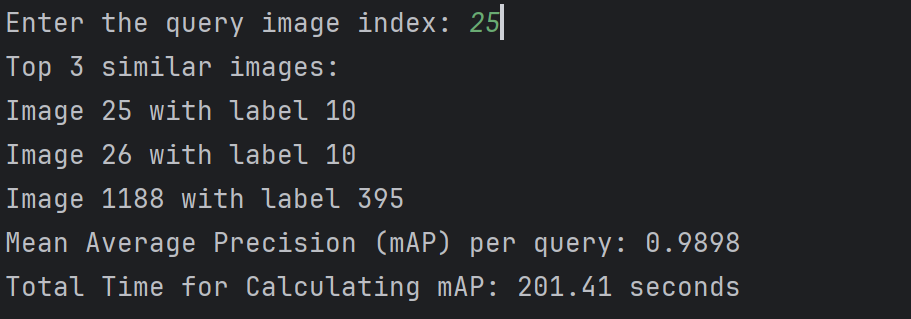 Enter the query image index: 25
Top 3 similar images:
Image 25 with label 10
Image 26 with label 10
Image 1188 with label 395
Mean Average Precision (mAP) per query: 0.9898
Total Time for Calculating mAP: 201.41 seconds